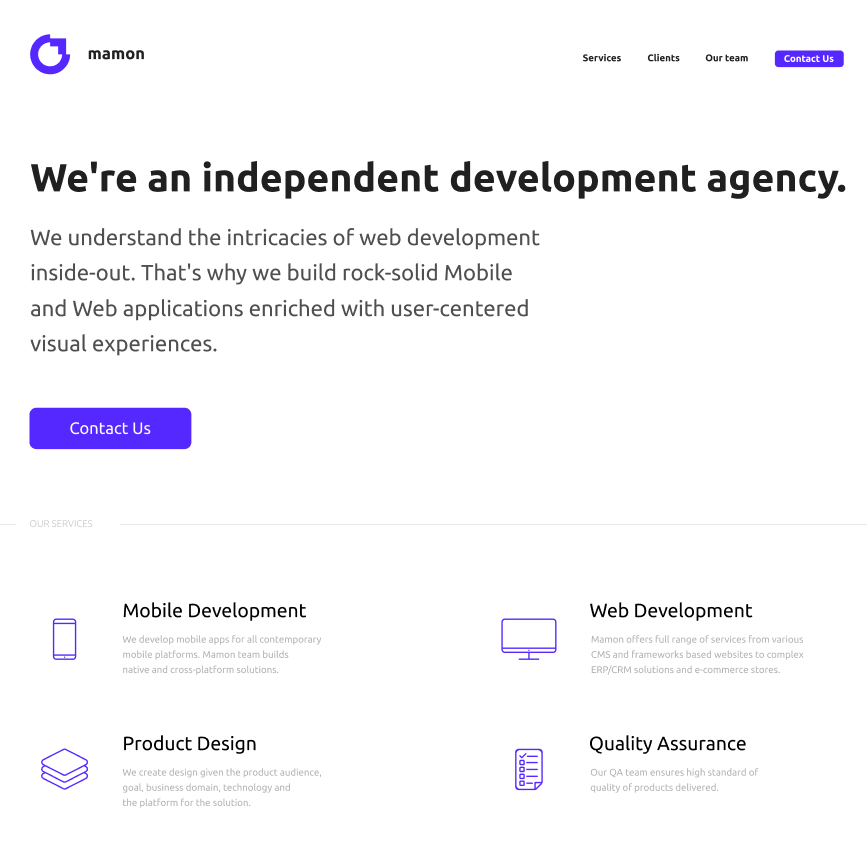 mamon
Services Clients Our team Contact Us
We're an independent development agency.
We understand the intricacies of web development
inside-out. That's why we build rock-solid Mobile
and Web applications enriched with user-centered
visual experiences.
Contact Us
OUR SERVICES
Mobile Development
We develop mobile apps for all contemporary
mobile platforms. Mamon team builds
native and cross-platform solutions.
Web Development
Mamon offers full range of services from various
CMS and frameworks based websites to complex
ERP/CRM solutions and e-commerce stores.
Product Design
We create design given the product audience,
goal, business domain, technology and
the platform for the solution.
Quality Assurance
Our QA team ensures high standard of
quality of products delivered.